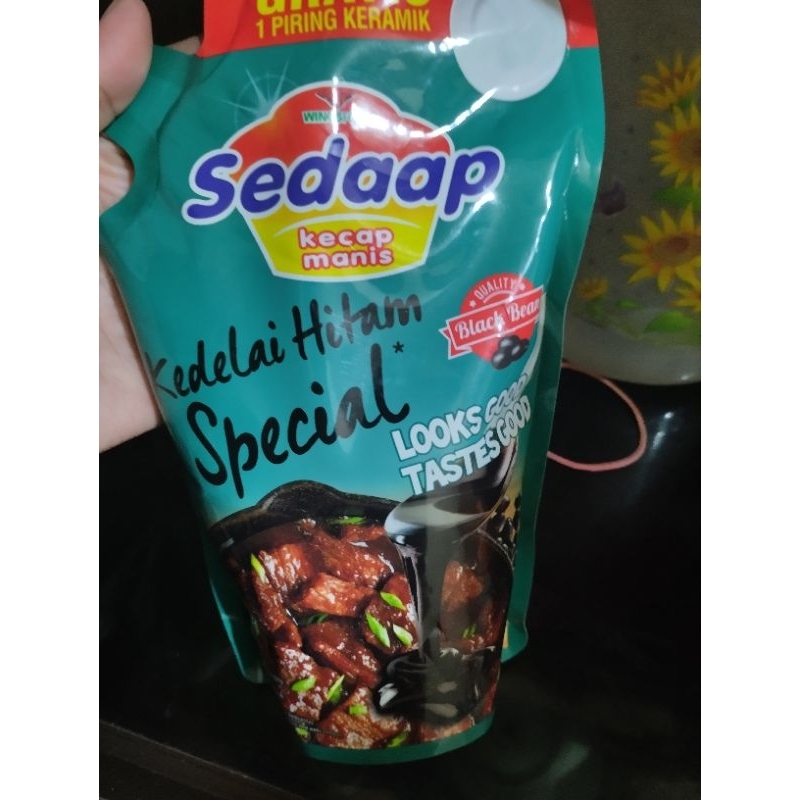 1 PIRING KERAMIK
Sedaap
kecap
manis
QUALITY
Black Bean
Kedelai Hitam
Special*
LOOKS GOOD
TASTES GOOD